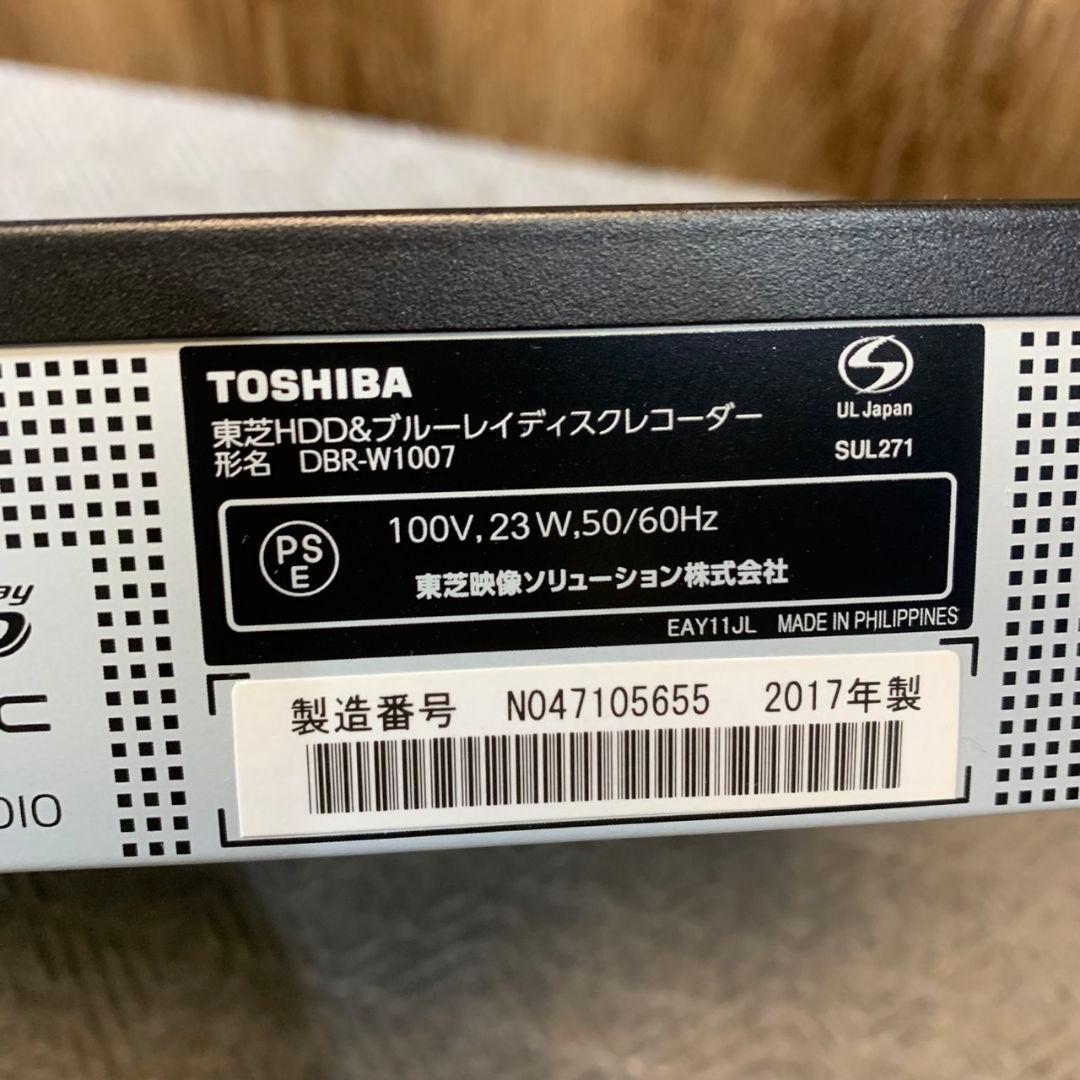 TOSHIBA
東芝HDD&ブルーレイディスクレコーダー
形名 DBR-W1007
UL Japan
SUL271
PS
E
100V,23W,50/60Hz
東芝映像ソリューション株式会社
EAY11JL MADE IN PHILIPPINES
製造番号 N047105655 2017年製